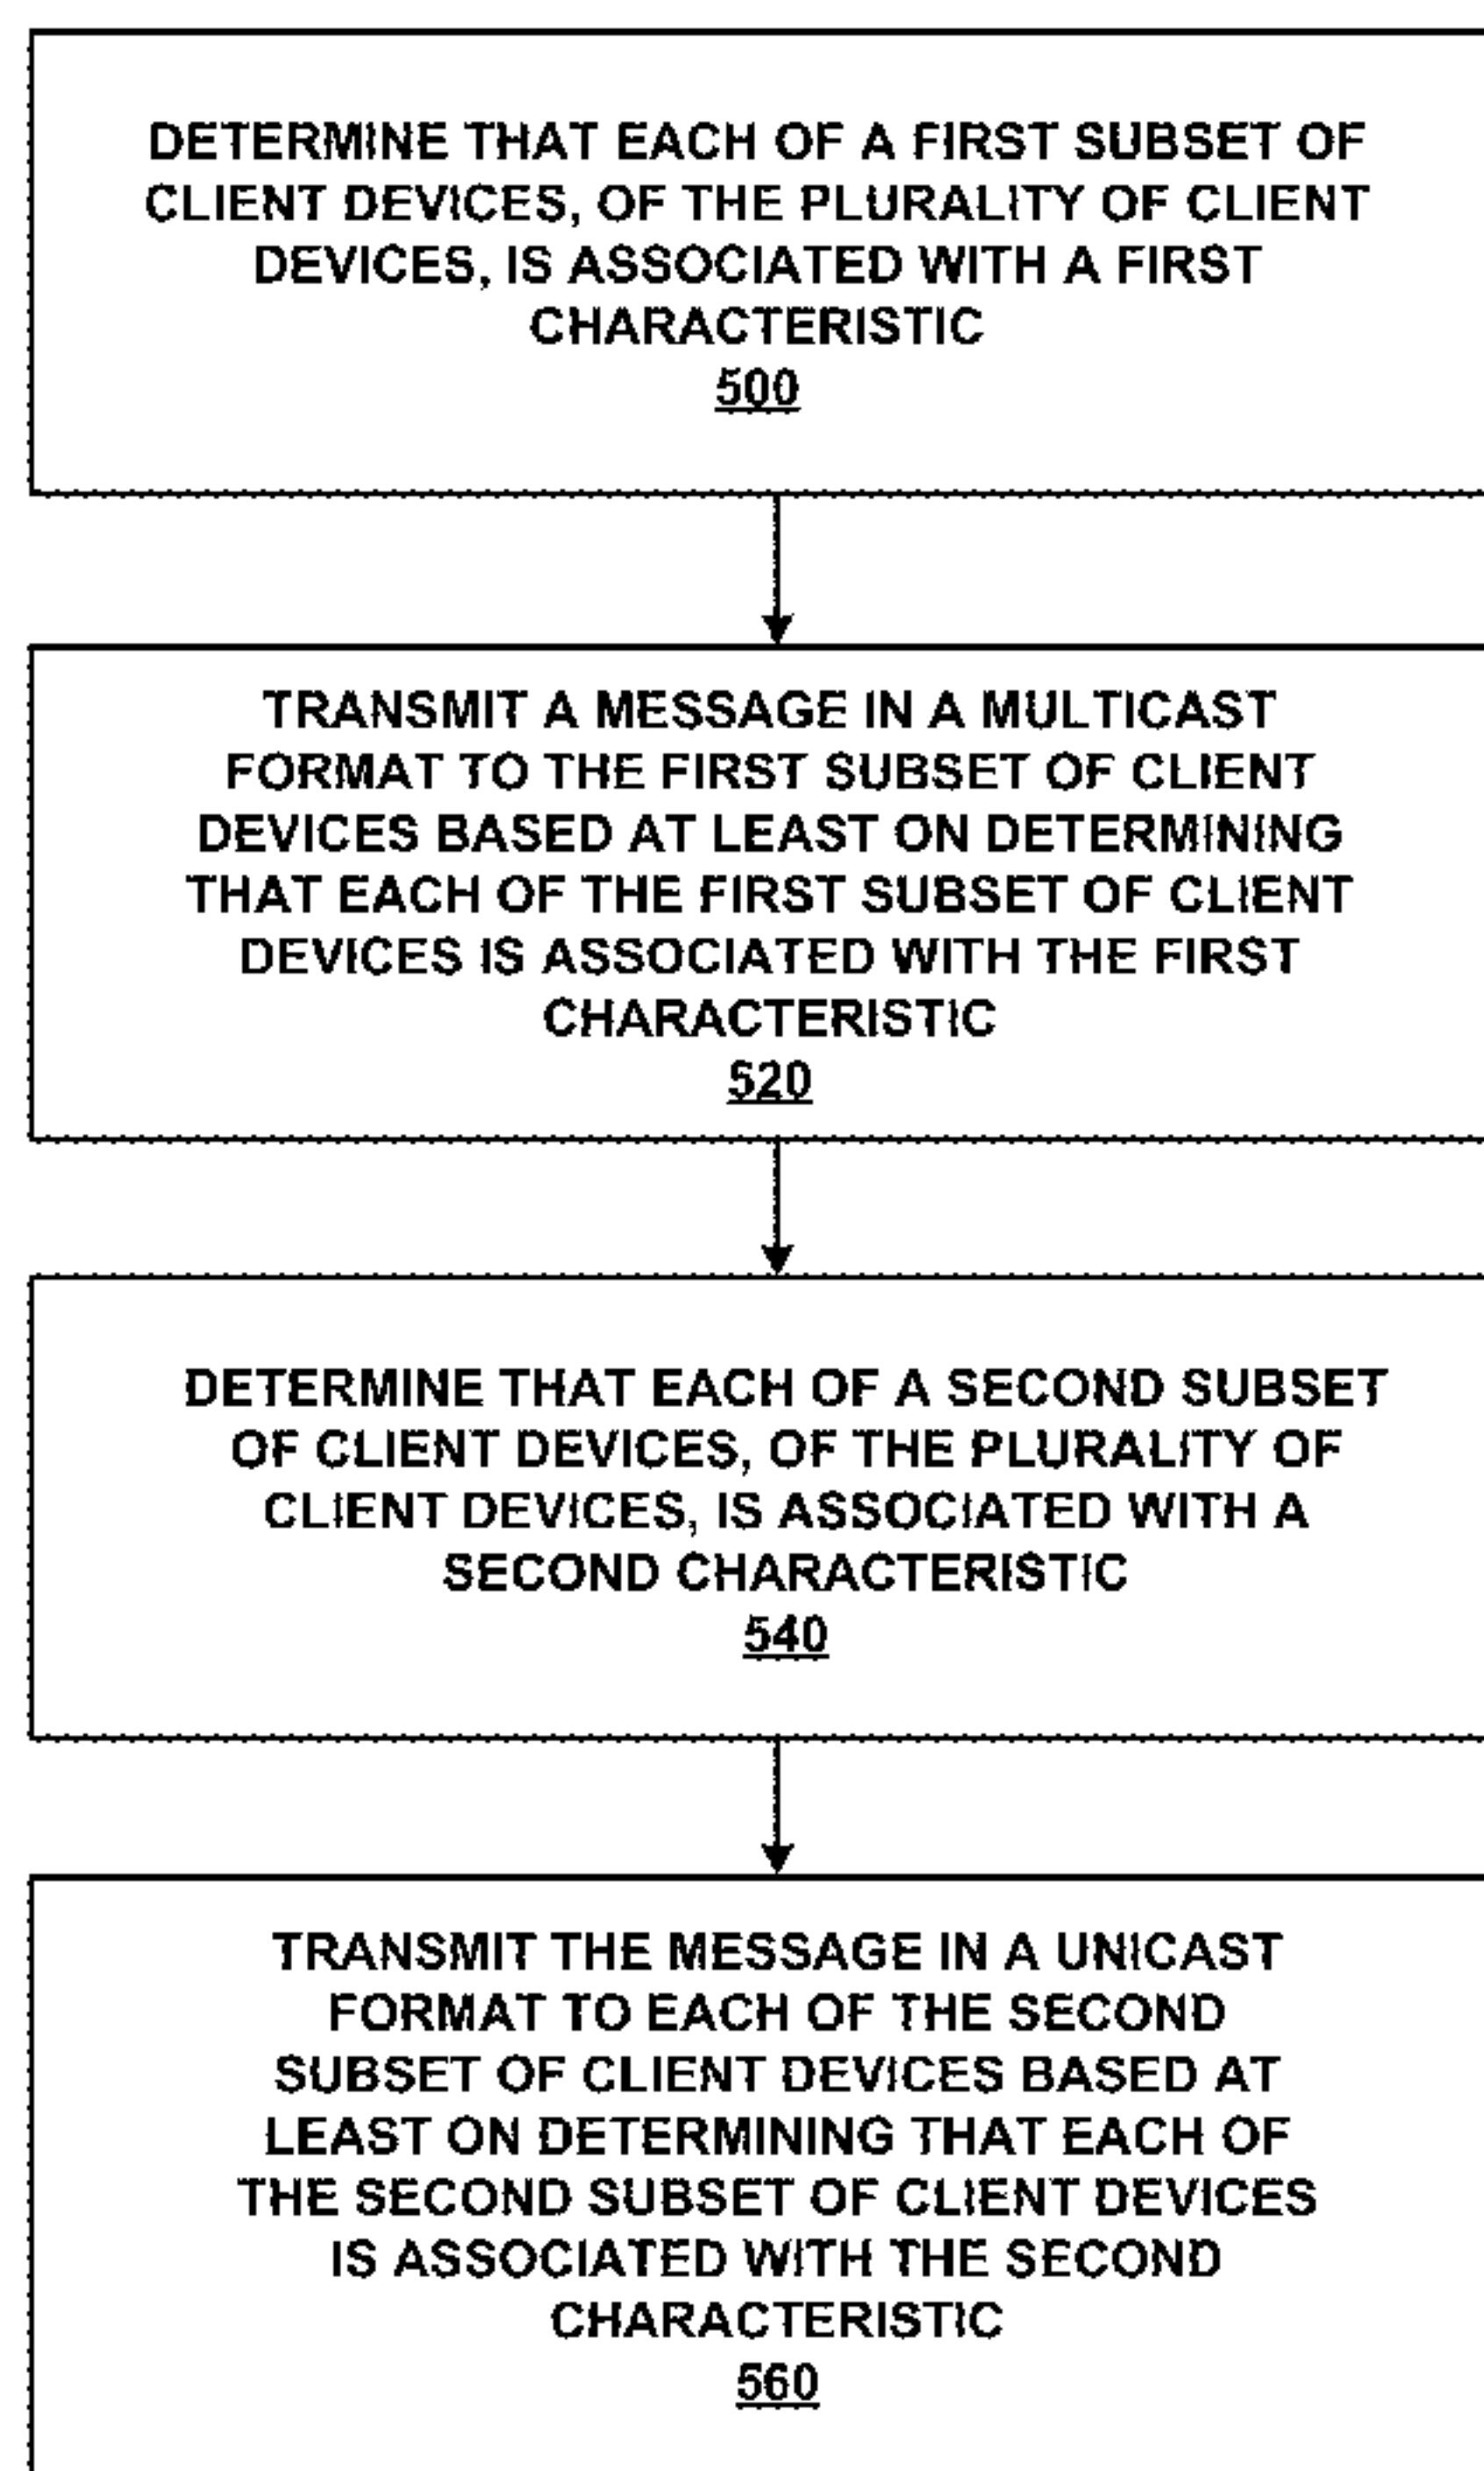 DETERMINE THAT EACH OF A FIRST SUBSET OF
CLIENT DEVICES, OF THE PLURALITY OF CLIENT
DEVICES, IS ASSOCIATED WITH A FIRST
CHARACTERISTIC
500
TRANSMIT A MESSAGE IN A MULTICAST
FORMAT TO THE FIRST SUBSET OF CLIENT
DEVICES BASED AT LEAST ON DETERMINING
THAT EACH OF THE FIRST SUBSET OF CLIENT
DEVICES IS ASSOCIATED WITH THE FIRST
CHARACTERISTIC
520
DETERMINE THAT EACH OF A SECOND SUBSET
OF CLIENT DEVICES, OF THE PLURALITY OF
CLIENT DEVICES, IS ASSOCIATED WITH A
SECOND CHARACTERISTIC
540
TRANSMIT THE MESSAGE IN A UNICAST
FORMAT TO EACH OF THE SECOND
SUBSET OF CLIENT DEVICES BASED AT
LEAST ON DETERMINING THAT EACH OF
THE SECOND SUBSET OF CLIENT DEVICES
IS ASSOCIATED WITH THE SECOND
CHARACTERISTIC
560